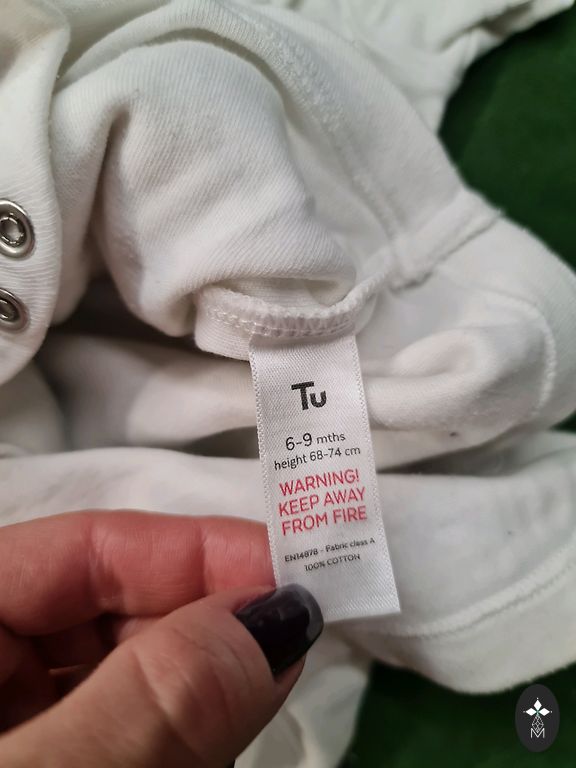 Tu
6-9 mths
height 68-74 cm
WARNING!
KEEP AWAY
FROM FIRE
EN14878 - Fabric class A
100% COTTON
M